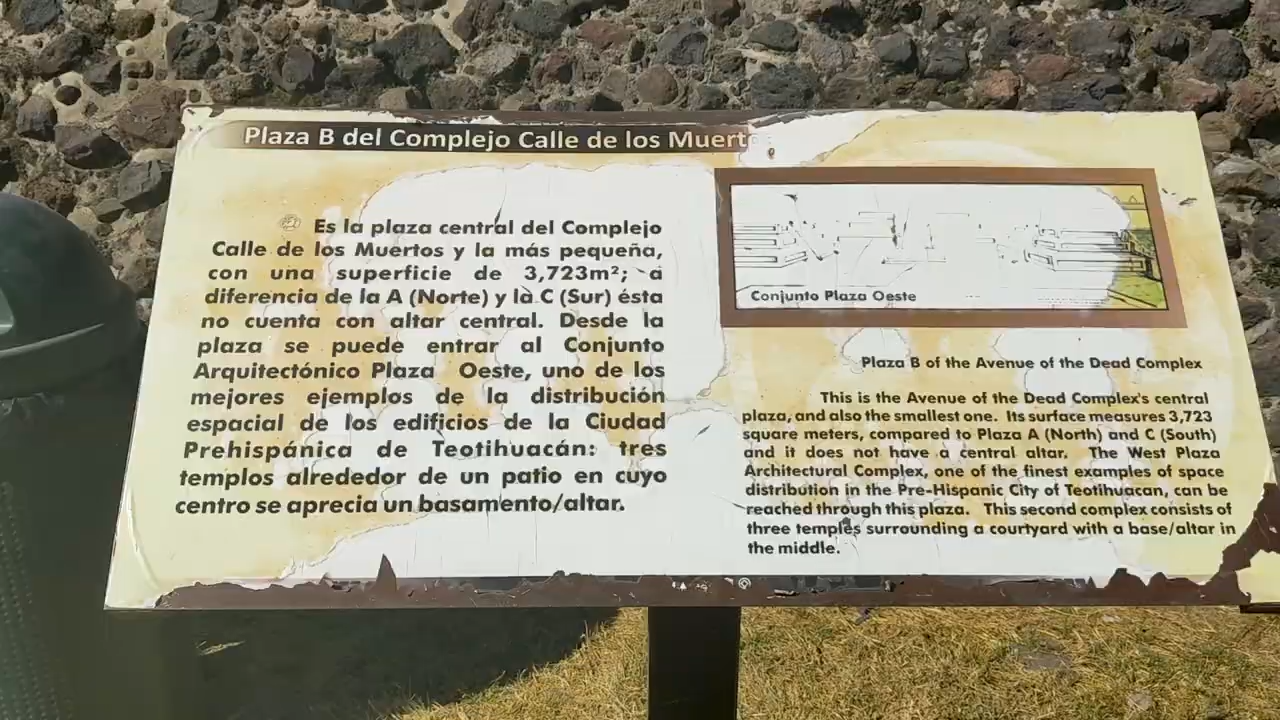 Plaza B del Complejo Calle de los Muert
Es la plaza central del Complejo
Calle de los Muertos y la más pequeña,
con una superficie de 3,723m²; a
diferencia de la A (Norte) y la C (Sur) ésta
no cuenta con altar central. Desde la
plaza se puede entrar al Conjunto
Arquitectónico Plaza Oeste, uno de los
mejores ejemplos de la distribución
espacial de los edificios de la Ciudad
Prehispánica de Teotihuacán: tres
templos alrededor de un patio en cuyo
centro se aprecia un basamento/altar.
Conjunto Plaza Oeste
Plaza B of the Avenue of the Dead Complex
This is the Avenue of the Dead Complex's central
plaza, and also the smallest one. Its surface measures 3,723
square meters, compared to Plaza A (North) and C (South)
and it does not have a central altar. The West Plaza
Architectural Complex, one of the finest examples of space
distribution in the Pre-Hispanic City of Teotihuacan, can be
reached through this plaza. This second complex consists of
three temples surrounding a courtyard with a base/altar in
the middle.